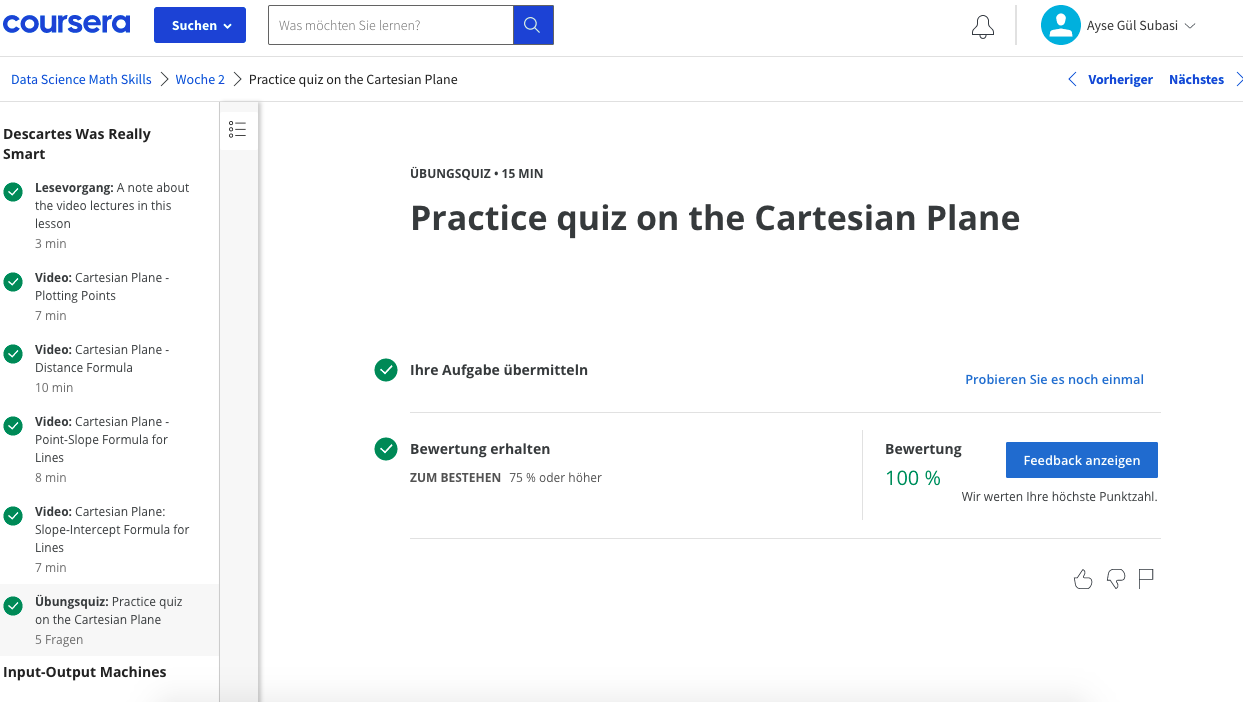 coursera
Suchen
Was möchten Sie lernen?
Ayse Gül Subasi
Data Science Math Skills
Woche 2
Practice quiz on the Cartesian Plane
Vorheriger
Nächstes
Descartes Was Really
Smart
Lesevorgang: A note about
the video lectures in this
lesson
3 min
Video: Cartesian Plane -
Plotting Points
7 min
Video: Cartesian Plane -
Distance Formula
10 min
Video: Cartesian Plane -
Point-Slope Formula for
Lines
8 min
Video: Cartesian Plane:
Slope-Intercept Formula for
Lines
7 min
Übungsquiz: Practice quiz
on the Cartesian Plane
5 Fragen
Input-Output Machines
ÜBUNGSQUIZ • 15 MIN
Practice quiz on the Cartesian Plane
Ihre Aufgabe übermitteln
Probieren Sie es noch einmal
Bewertung erhalten
ZUM BESTEHEN 75 % oder höher
Bewertung
100 %
Feedback anzeigen
Wir werten Ihre höchste Punktzahl.